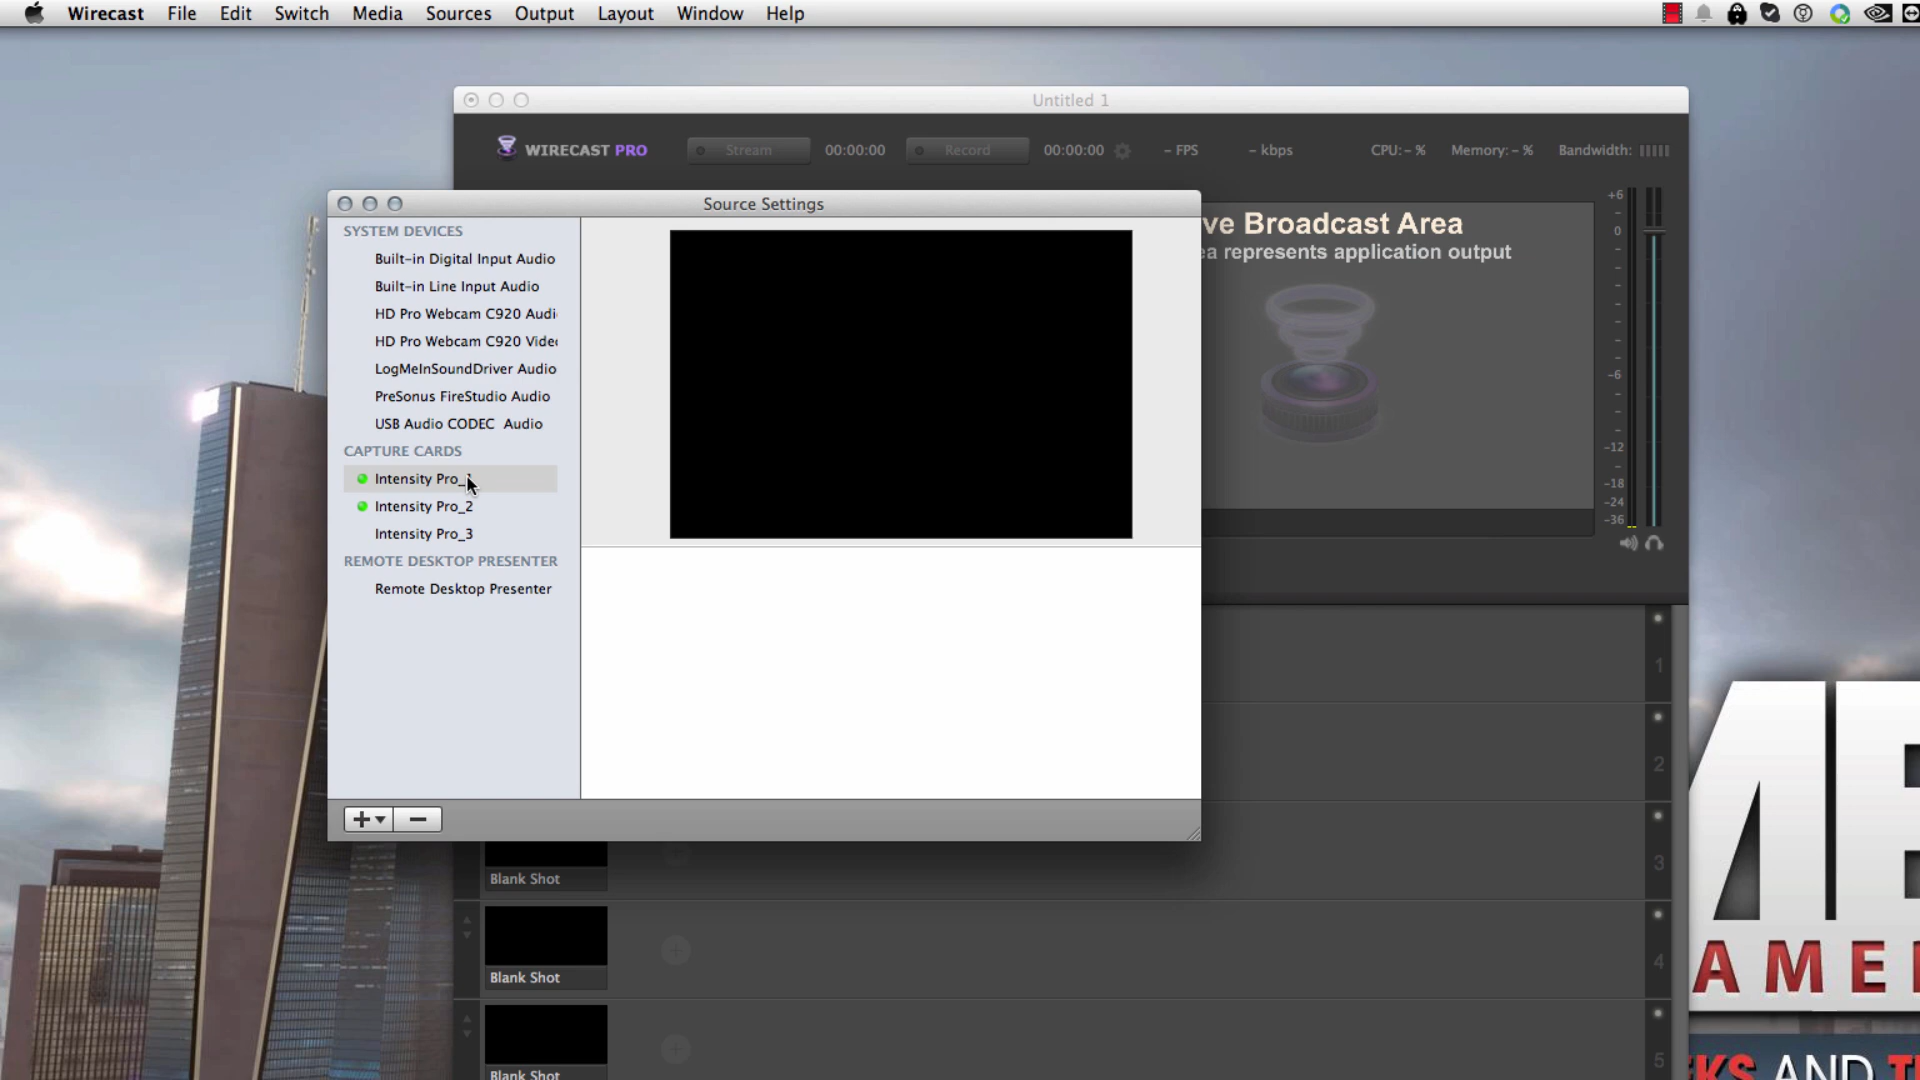 Wirecast File Edit Switch Media Sources Output Layout Window Help
Untitled 1
WIRECAST PRO Stream 00:00:00 Record 00:00:00 – FPS – kbps CPU: – % Memory: – % Bandwidth:
Source Settings
SYSTEM DEVICES
Built-in Digital Input Audio
Built-in Line Input Audio
HD Pro Webcam C920 Audi
HD Pro Webcam C920 Vide
LogMeInSoundDriver Audio
PreSonus FireStudio Audio
USB Audio CODEC Audio
CAPTURE CARDS
Intensity Pro_
Intensity Pro_2
Intensity Pro_3
REMOTE DESKTOP PRESENTER
Remote Desktop Presenter
ve Broadcast Area
a represents application output
+6
0
-6
-12
-18
-24
-36
1
2
3
Blank Shot
4
Blank Shot
5
Blank Shot
AME
KS AND T